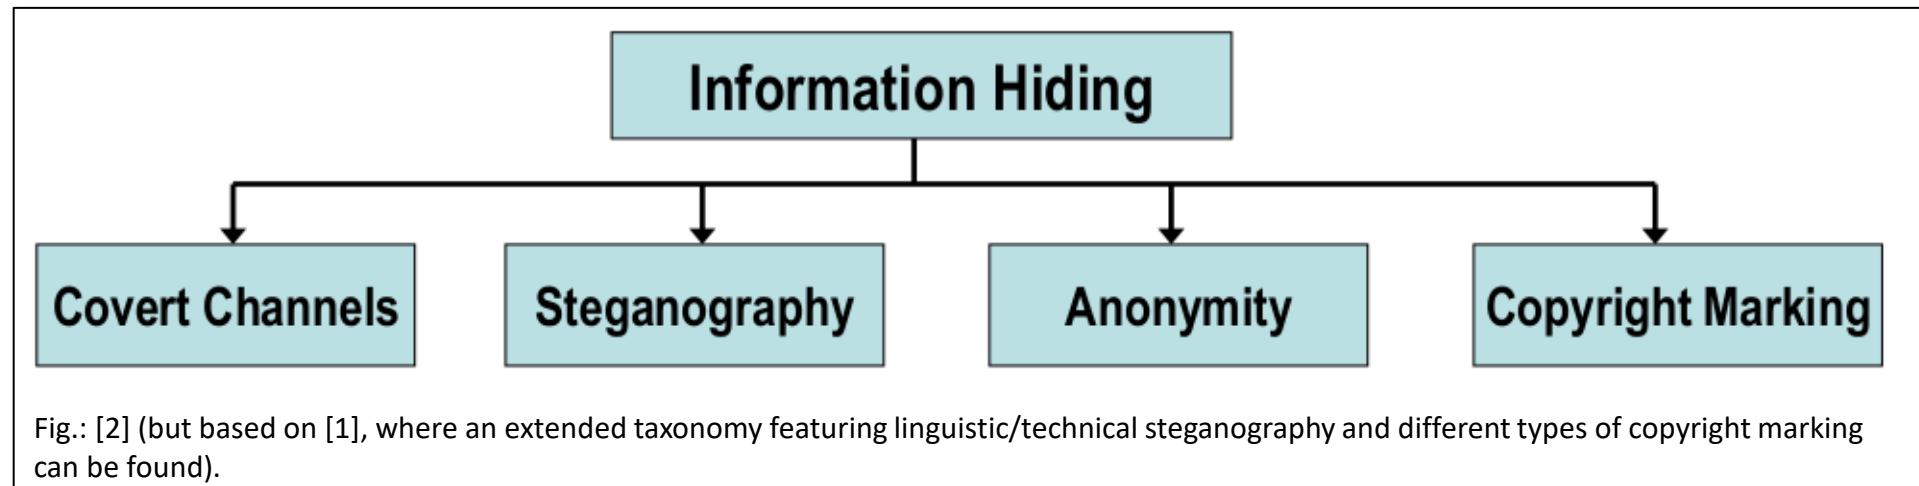 Information Hiding
Covert Channels
Steganography
Anonymity
Copyright Marking
Fig.: [2] (but based on [1], where an extended taxonomy featuring linguistic/technical steganography and different types of copyright marking
can be found).